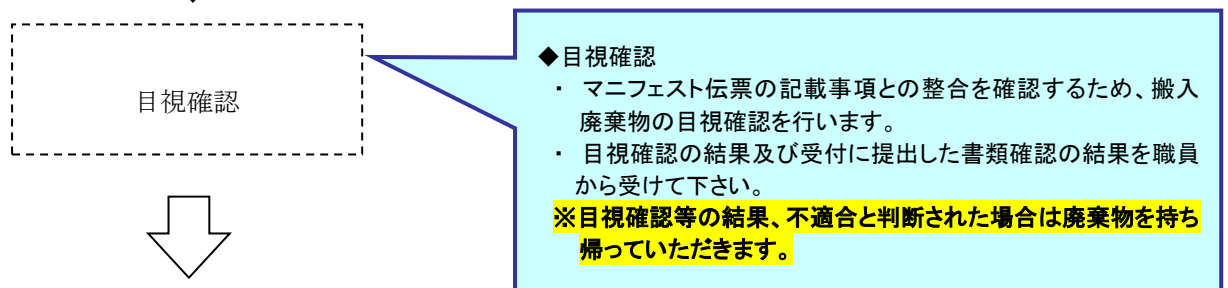 目視確認
◆目視確認
・ マニフェスト伝票の記載事項との整合を確認するため、搬入
廃棄物の目視確認を行います。
・ 目視確認の結果及び受付に提出した書類確認の結果を職員
から受けて下さい。
※目視確認等の結果、不適合と判断された場合は廃棄物を持ち
帰っていただきます。